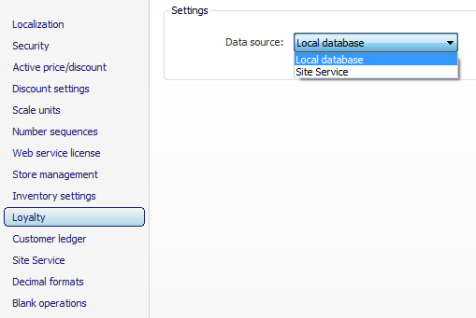 Localization
Security
Active price/discount
Discount settings
Scale units
Number sequences
Web service license
Store management
Inventory settings
Loyalty
Customer ledger
Site Service
Decimal formats
Blank operations
Settings
Data source: Local database
Local database
Site Service